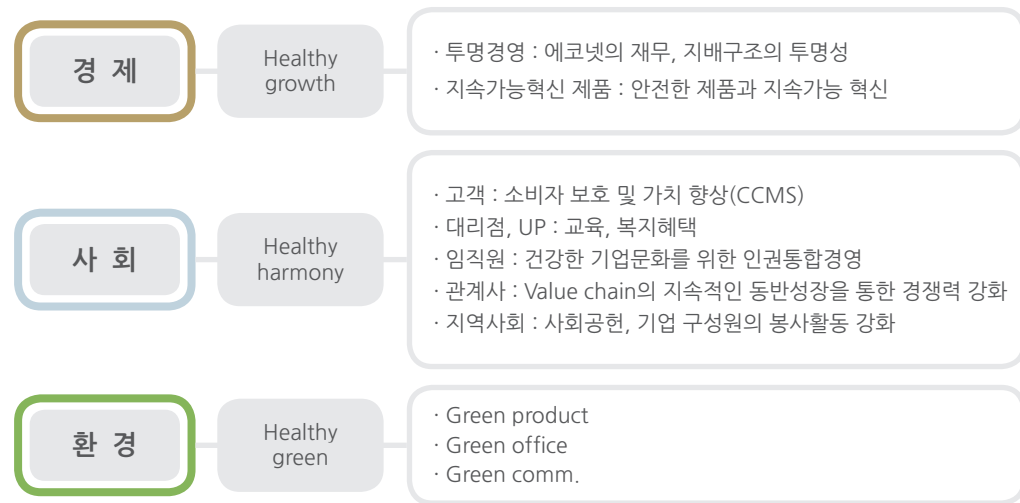 경 제
Healthy
growth
· 투명경영 : 에코넷의 재무, 지배구조의 투명성
· 지속가능혁신 제품 : 안전한 제품과 지속가능 혁신
사 회
Healthy
harmony
· 고객 : 소비자 보호 및 가치 향상(CCMS)
· 대리점, UP : 교육, 복지혜택
· 임직원 : 건강한 기업문화를 위한 인권통합경영
· 관계사 : Value chain의 지속적인 동반성장을 통한 경쟁력 강화
· 지역사회 : 사회공헌, 기업 구성원의 봉사활동 강화
환 경
Healthy
green
· Green product
· Green office
· Green comm.